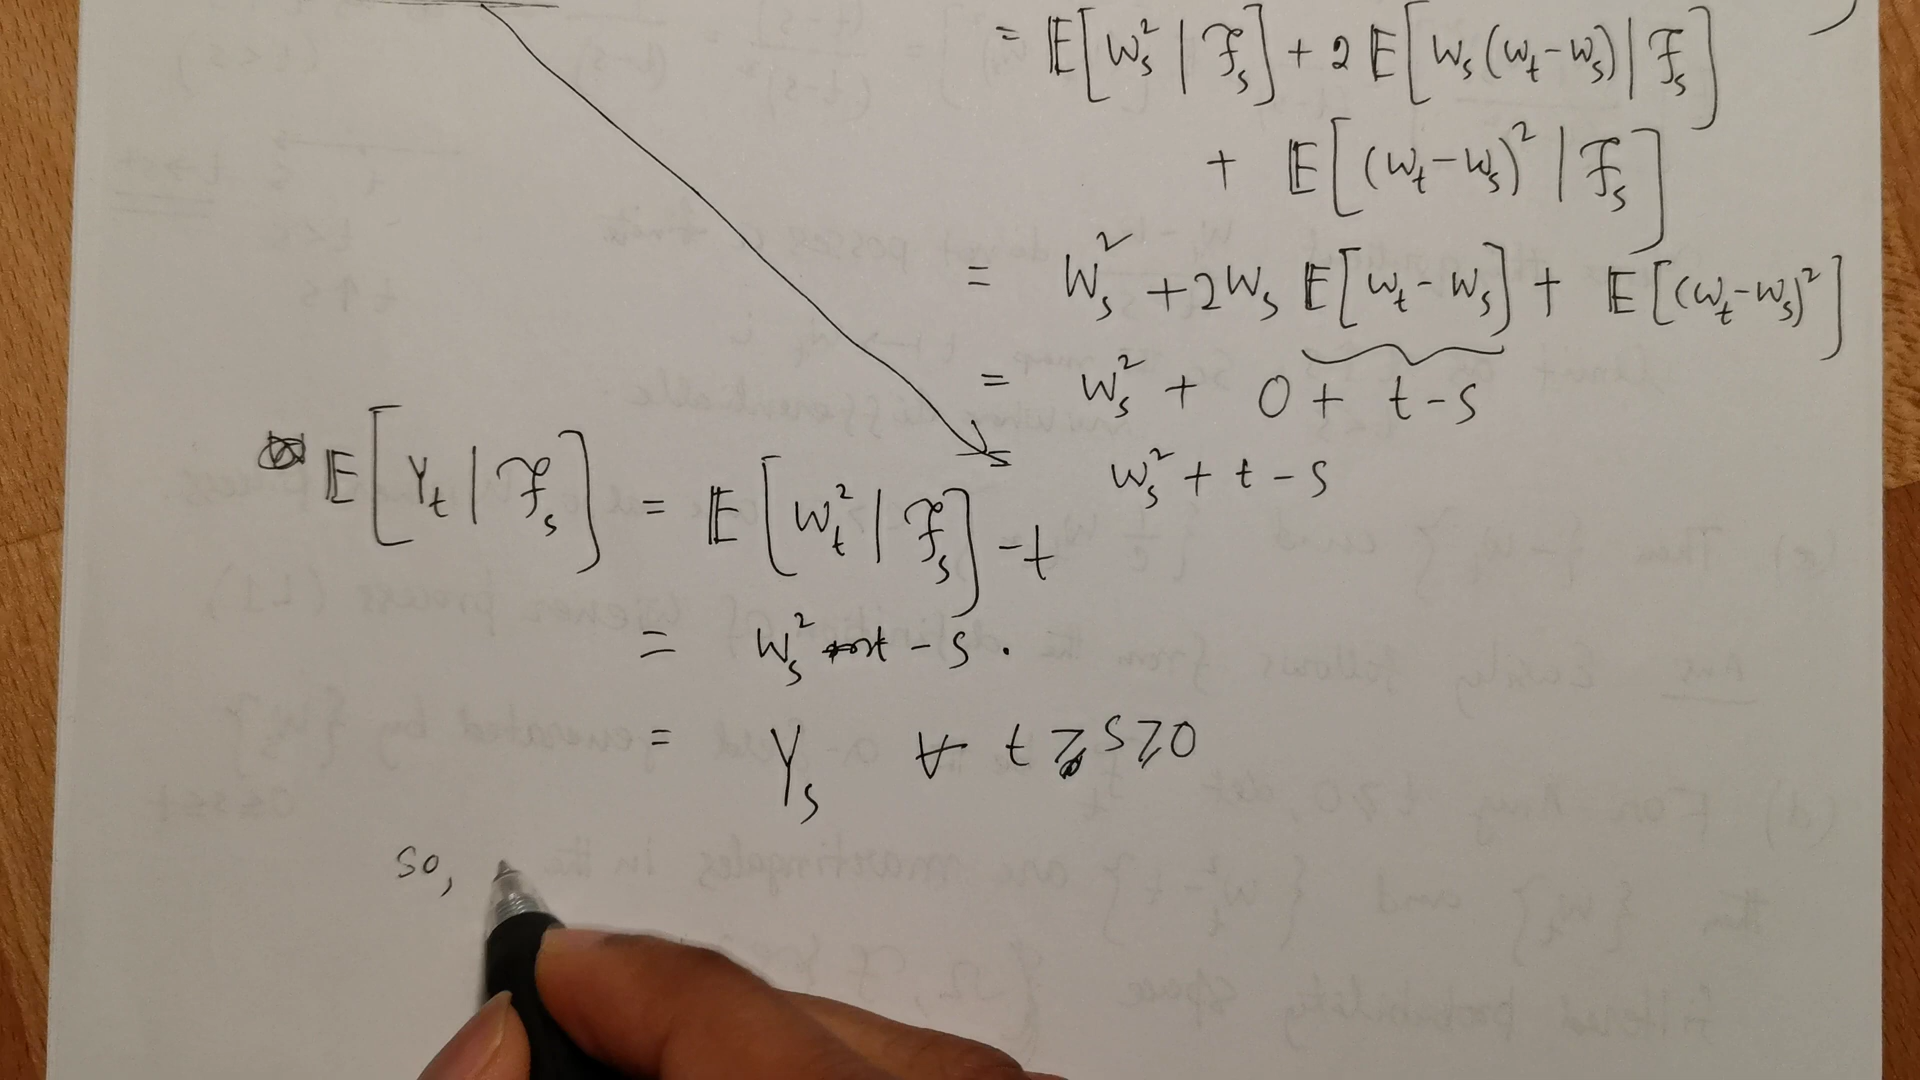 = 𝔼[W_s^2 | ℱ_s] + 2 𝔼[W_s(W_t - W_s) | ℱ_s]
+ 𝔼[(W_t - W_s)^2 | ℱ_s]
= W_s^2 + 2W_s 𝔼[W_t - W_s] + 𝔼[(W_t - W_s)^2]
= W_s^2 + 0 + t - s
W_s^2 + t - s
𝔼[Y_t | ℱ_s] = 𝔼[W_t^2 | ℱ_s] - t
= W_s^2 - s.
= Y_s ∀ t ≥ s ≥ 0
so,